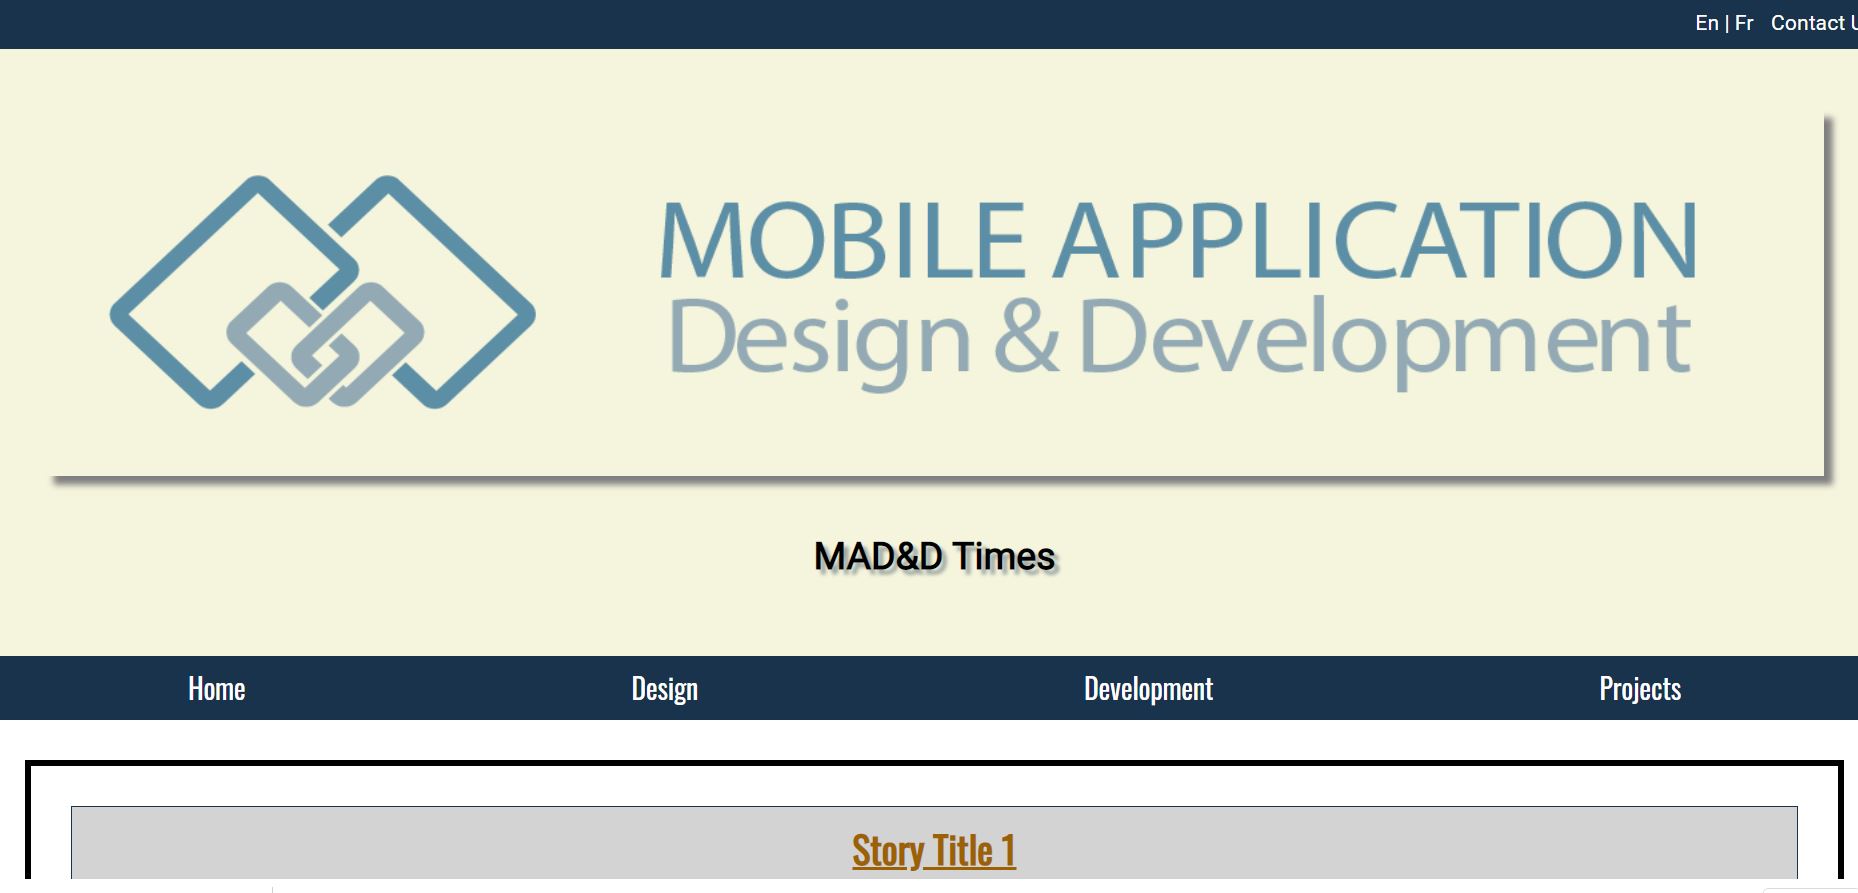 En | Fr Contact U
MOBILE APPLICATION
Design & Development
MAD&D Times
Home Design Development Projects
Story Title 1